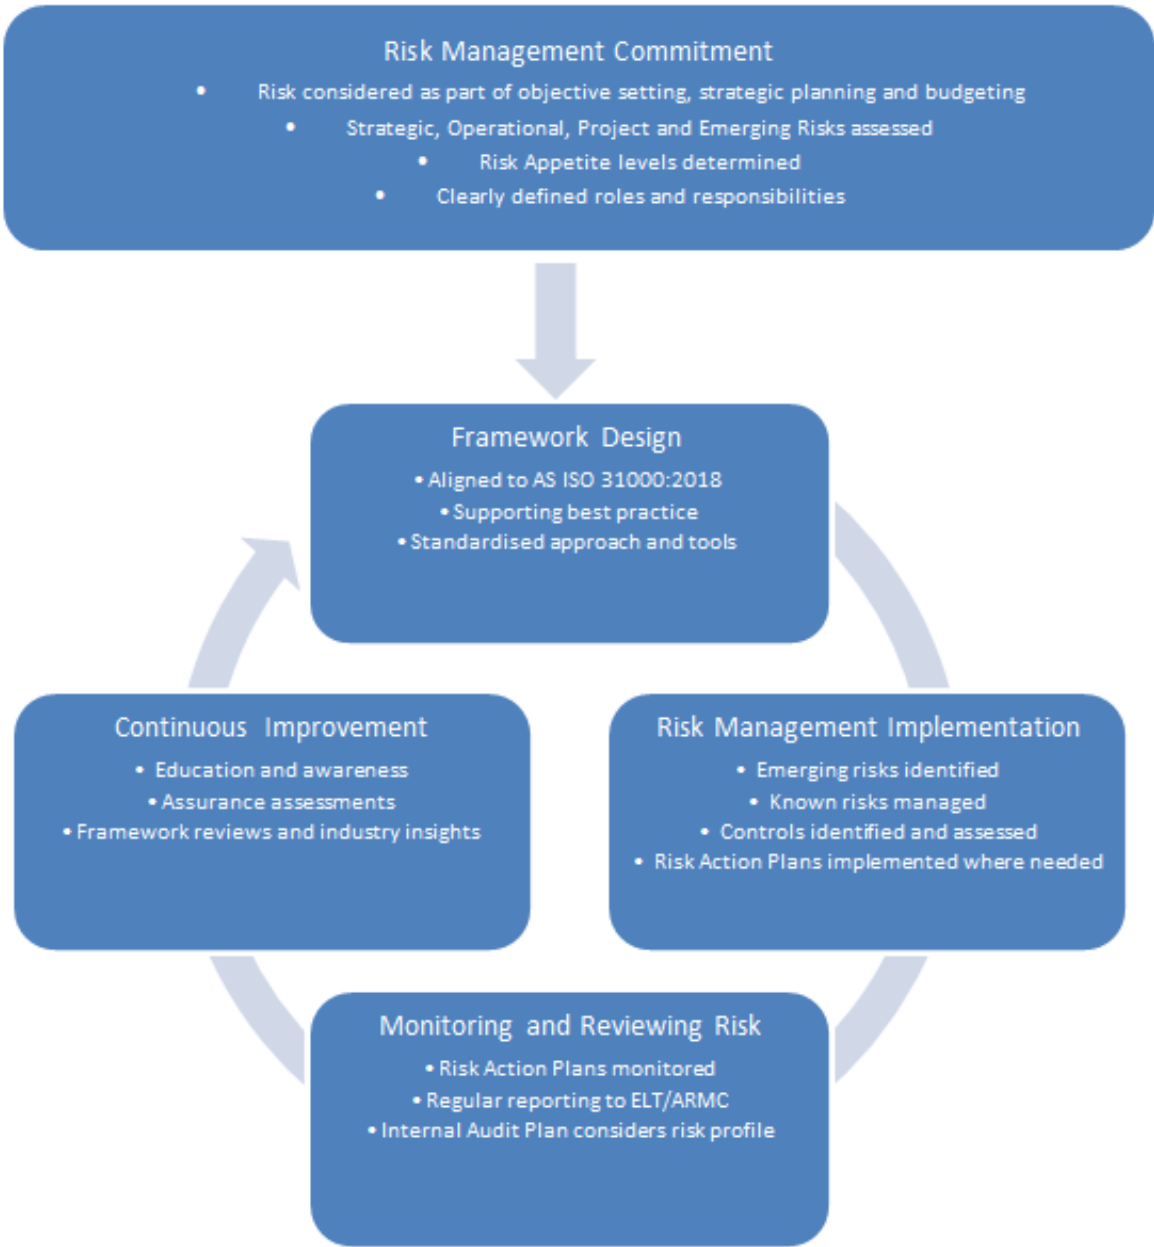 Risk Management Commitment
• Risk considered as part of objective setting, strategic planning and budgeting
• Strategic, Operational, Project and Emerging Risks assessed
• Risk Appetite levels determined
• Clearly defined roles and responsibilities
Framework Design
• Aligned to AS ISO 31000:2018
• Supporting best practice
• Standardised approach and tools
Continuous Improvement
• Education and awareness
• Assurance assessments
• Framework reviews and industry insights
Risk Management Implementation
• Emerging risks identified
• Known risks managed
• Controls identified and assessed
• Risk Action Plans implemented where needed
Monitoring and Reviewing Risk
• Risk Action Plans monitored
• Regular reporting to ELT/ARMC
• Internal Audit Plan considers risk profile